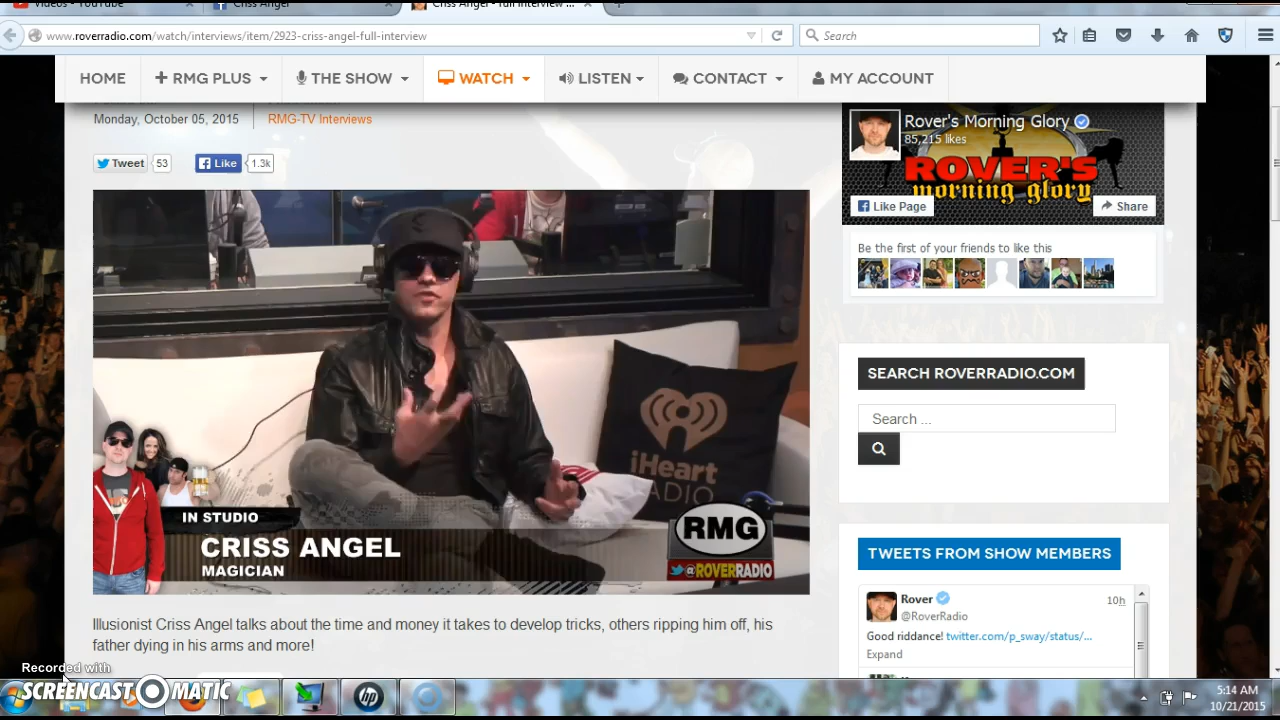 Videos - YouTube
Criss Angel
Criss Angel - full interview ...
www.roverradio.com/watch/interviews/item/2923-criss-angel-full-interview
Search
HOME
RMG PLUS
THE SHOW
WATCH
LISTEN
CONTACT
MY ACCOUNT
Monday, October 05, 2015
RMG-TV Interviews
Tweet 53
Like 1.3k
iHeart
RADIO
IN STUDIO
CRISS ANGEL
MAGICIAN
RMG
@ROVERRADIO
Illusionist Criss Angel talks about the time and money it takes to develop tricks, others ripping him off, his
father dying in his arms and more!
Rover's Morning Glory
85,215 likes
ROVER'S
morning glory
Like Page
Share
Be the first of your friends to like this
SEARCH ROVERRADIO.COM
Search ...
TWEETS FROM SHOW MEMBERS
Rover
10h
@RoverRadio
Good riddance! twitter.com/p_sway/status/...
Expand
Recorded with
SCREENCAST MATIC
hp
5:14 AM
10/21/2015